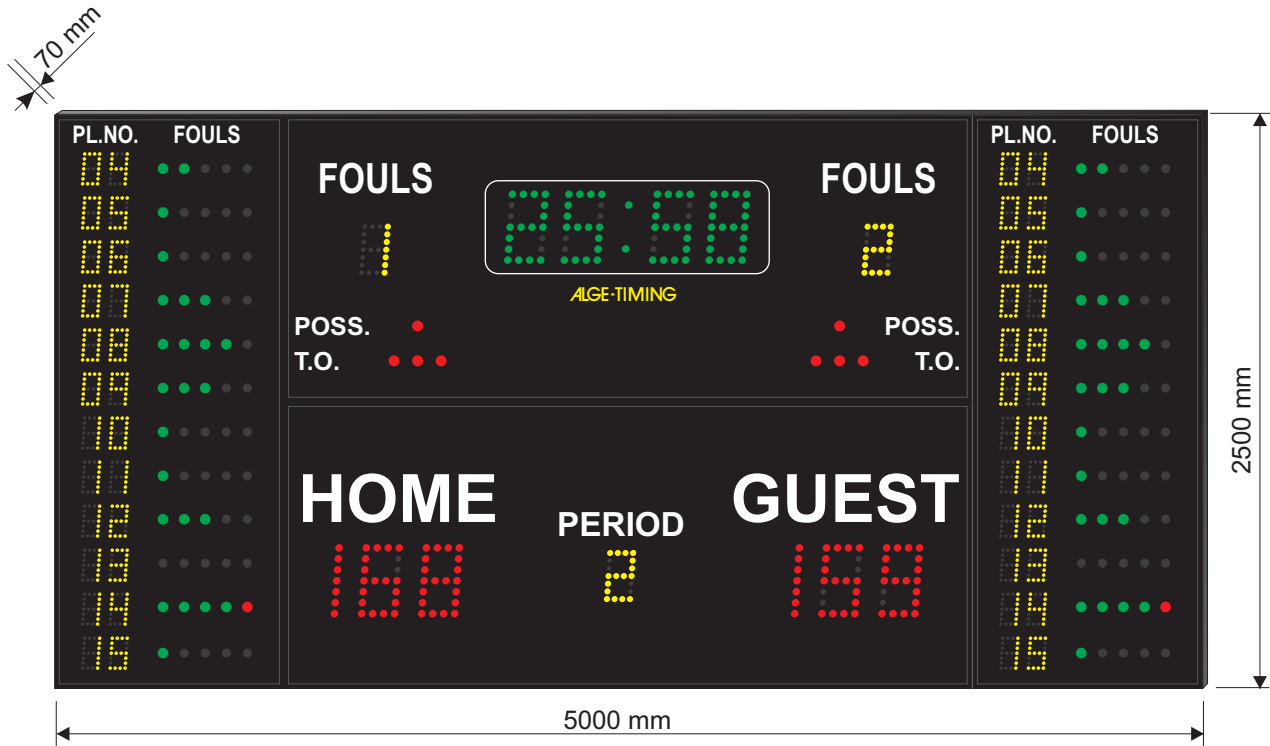 70 mm
PL.NO. FOULS
04
05
06
07
08
09
10
11
12
13
14
15
FOULS
1
25:58
ALGE-TIMING
FOULS
2
POSS.
T.O.
POSS.
T.O.
HOME
168
PERIOD
2
GUEST
159
PL.NO. FOULS
04
05
06
07
08
09
10
11
12
13
14
15
2500 mm
5000 mm